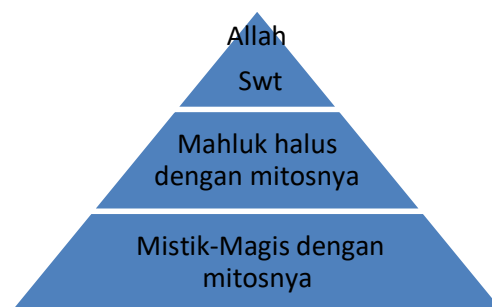 Allah
Swt
Mahluk halus
dengan mitosnya
Mistik-Magis dengan
mitosnya